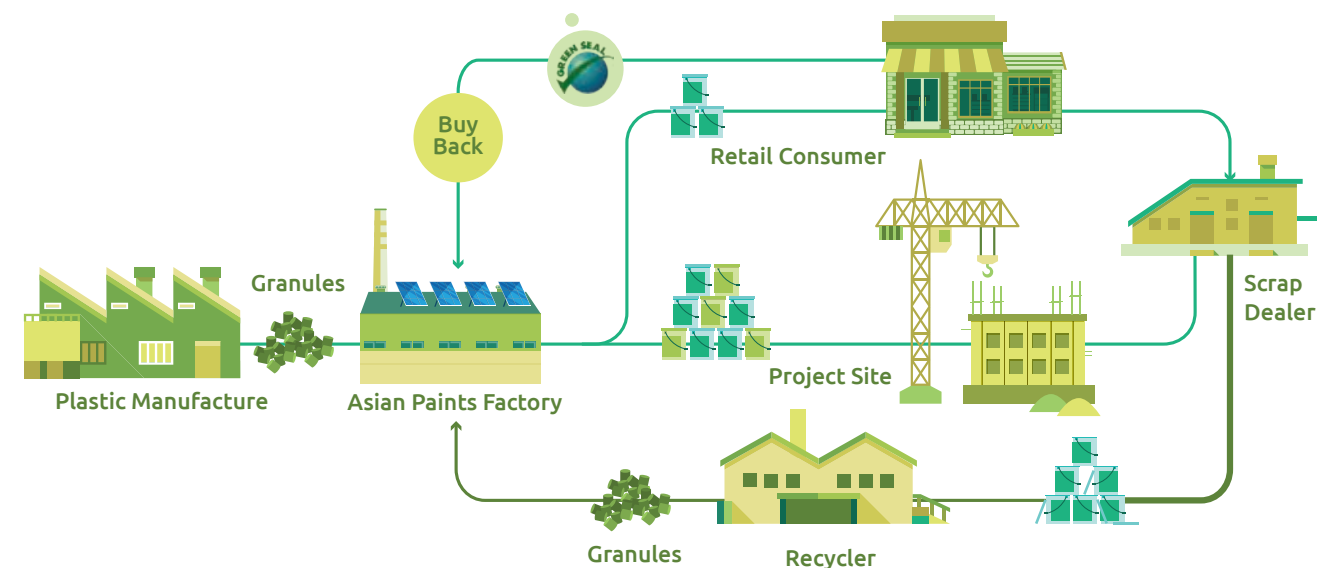 GREEN SEAL
Buy
Back
Retail Consumer
Granules
Scrap
Dealer
Project Site
Plastic Manufacture
Asian Paints Factory
Granules
Recycler